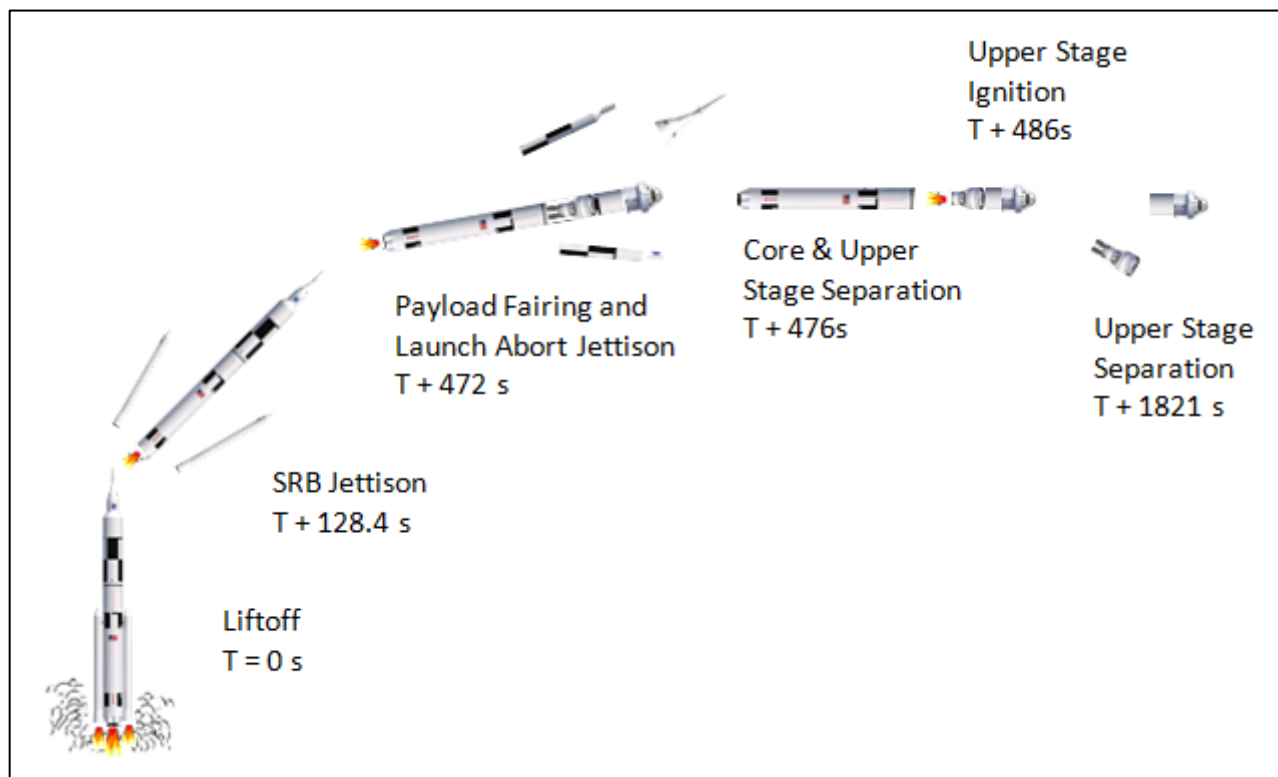 Upper Stage
Ignition
T + 486s
Core & Upper
Stage Separation
T + 476s
Payload Fairing and
Launch Abort Jettison
T + 472 s
Upper Stage
Separation
T + 1821 s
SRB Jettison
T + 128.4 s
Liftoff
T = 0 s